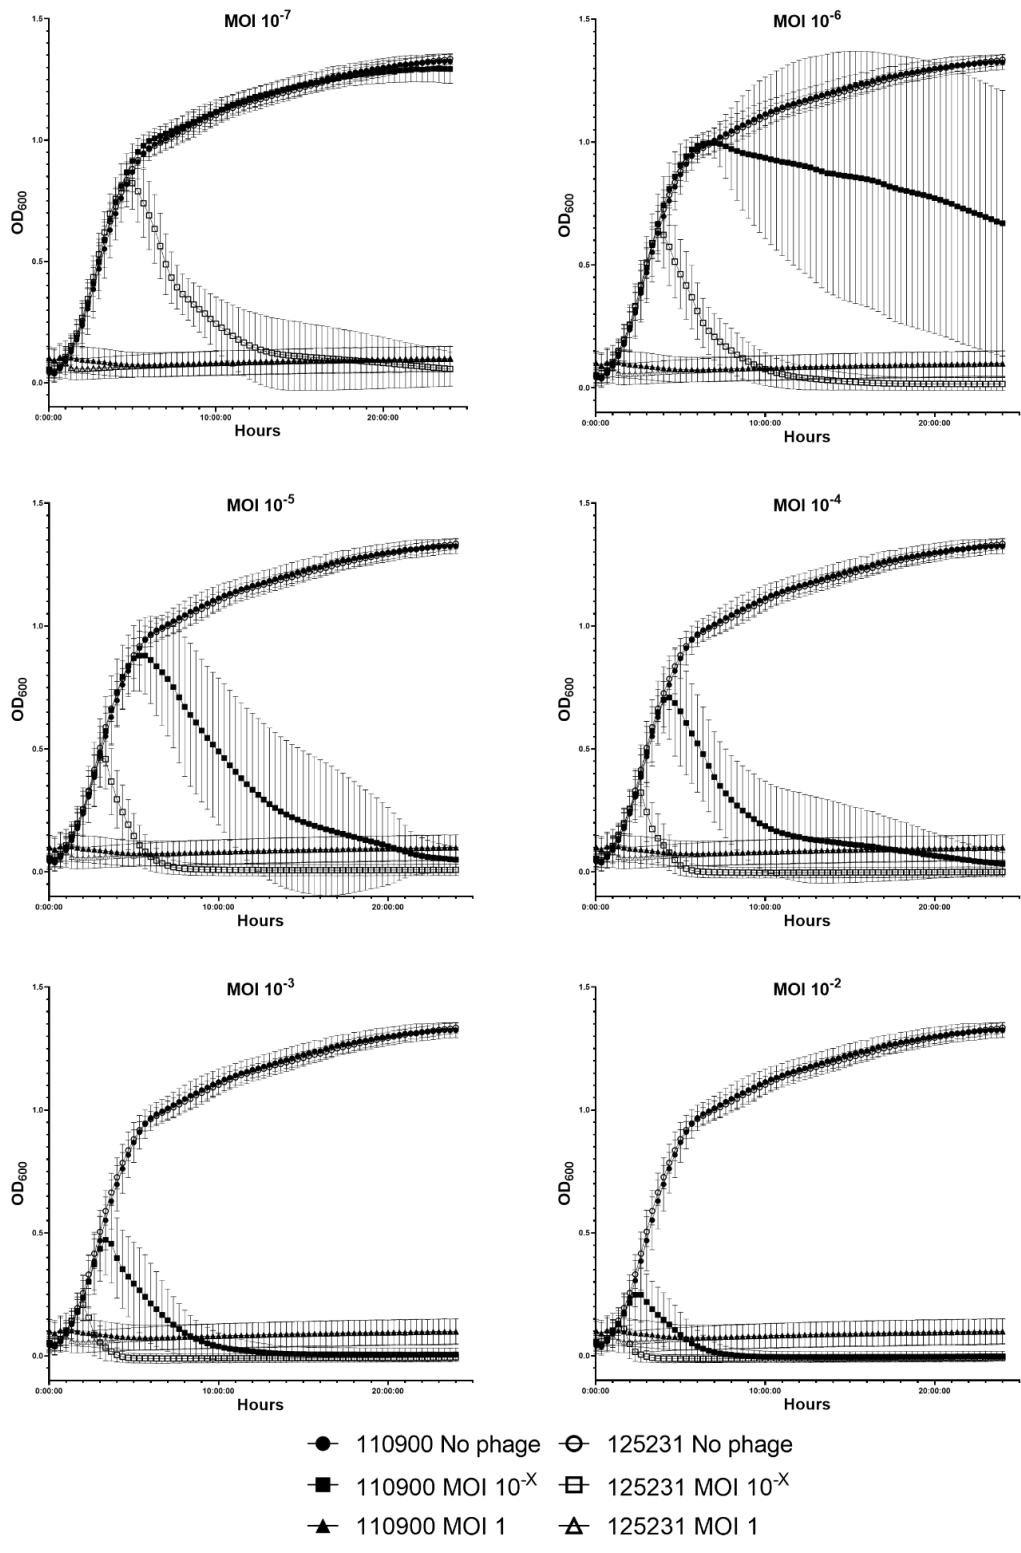 MOI 10⁻⁷
1.5
1.0
0.5
0.0
OD₆₀₀
0:00:00 10:00:00 20:00:00
Hours
MOI 10⁻⁶
1.5
1.0
0.5
0.0
OD₆₀₀
0:00:00 10:00:00 20:00:00
Hours
MOI 10⁻⁵
1.5
1.0
0.5
0.0
OD₆₀₀
0:00:00 10:00:00 20:00:00
Hours
MOI 10⁻⁴
1.5
1.0
0.5
0.0
OD₆₀₀
0:00:00 10:00:00 20:00:00
Hours
MOI 10⁻³
1.5
1.0
0.5
0.0
OD₆₀₀
0:00:00 10:00:00 20:00:00
Hours
MOI 10⁻²
1.5
1.0
0.5
0.0
OD₆₀₀
0:00:00 10:00:00 20:00:00
Hours
110900 No phage 125231 No phage
110900 MOI 10⁻ˣ 125231 MOI 10⁻ˣ
110900 MOI 1 125231 MOI 1